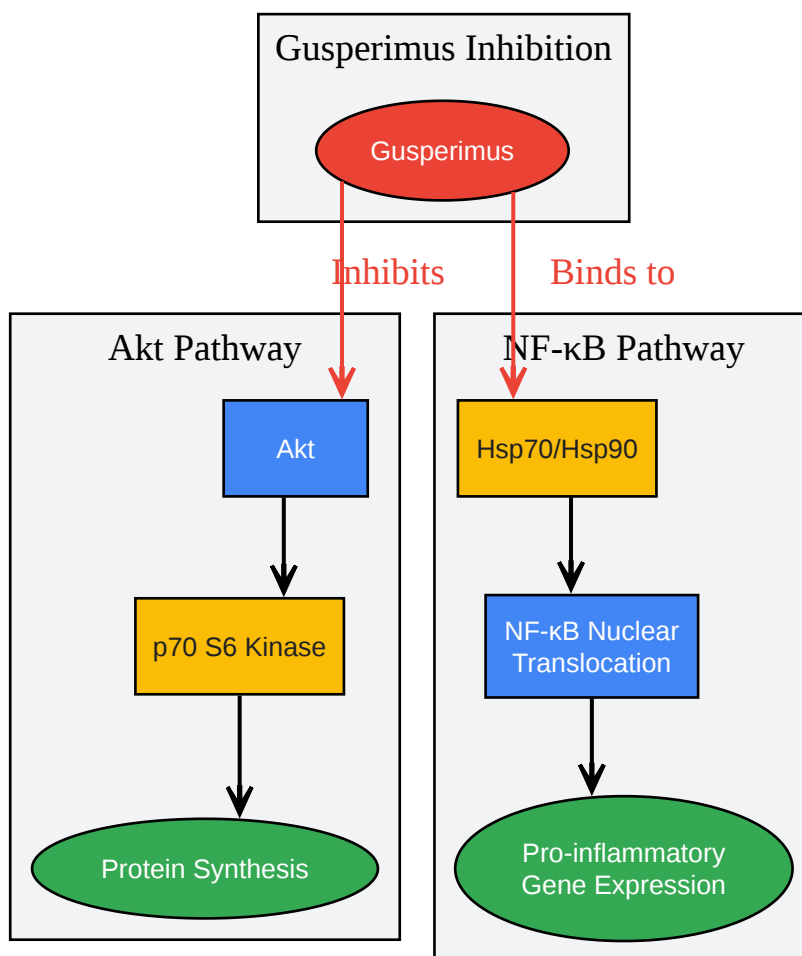 Gusperimus Inhibition
Gusperimus
Inhibits
Binds to
Akt Pathway
Akt
p70 S6 Kinase
Protein Synthesis
NF-κB Pathway
Hsp70/Hsp90
NF-κB Nuclear
Translocation
Pro-inflammatory
Gene Expression